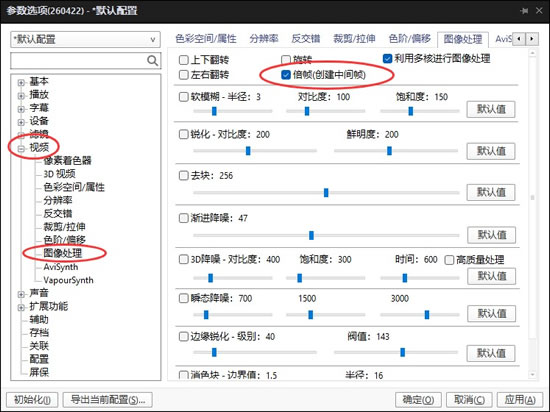 参数选项(260422) - *默认配置
*默认配置
基本
播放
字幕
设备
滤镜
视频
像素着色器
3D 视频
色彩空间/属性
分辨率
反交错
裁剪/拉伸
色阶/偏移
图像处理
AviSynth
VapourSynth
声音
扩展功能
辅助
存档
关联
配置
屏保
色彩空间/属性 分辨率 反交错 裁剪/拉伸 色阶/偏移 图像处理 AviSy
上下翻转 旋转 利用多核进行图像处理
左右翻转 倍帧(创建中间帧)
软模糊 - 半径: 3 对比度: 100 饱和度: 150
默认值
锐化 - 对比度: 200 鲜明度: 200
默认值
去块: 256
默认值
渐进降噪: 47
默认值
3D降噪 - 对比度: 400 饱和度: 300 时间: 600 高质量处理
默认值
瞬态降噪: 700 1500 3000
默认值
边缘锐化 - 级别: 40 阀值: 143
默认值
消色块 - 边界值: 1,5 半径: 16
初始化(I) 导出当前配置(S)... 确定(O) 取消(C) 应用(A)